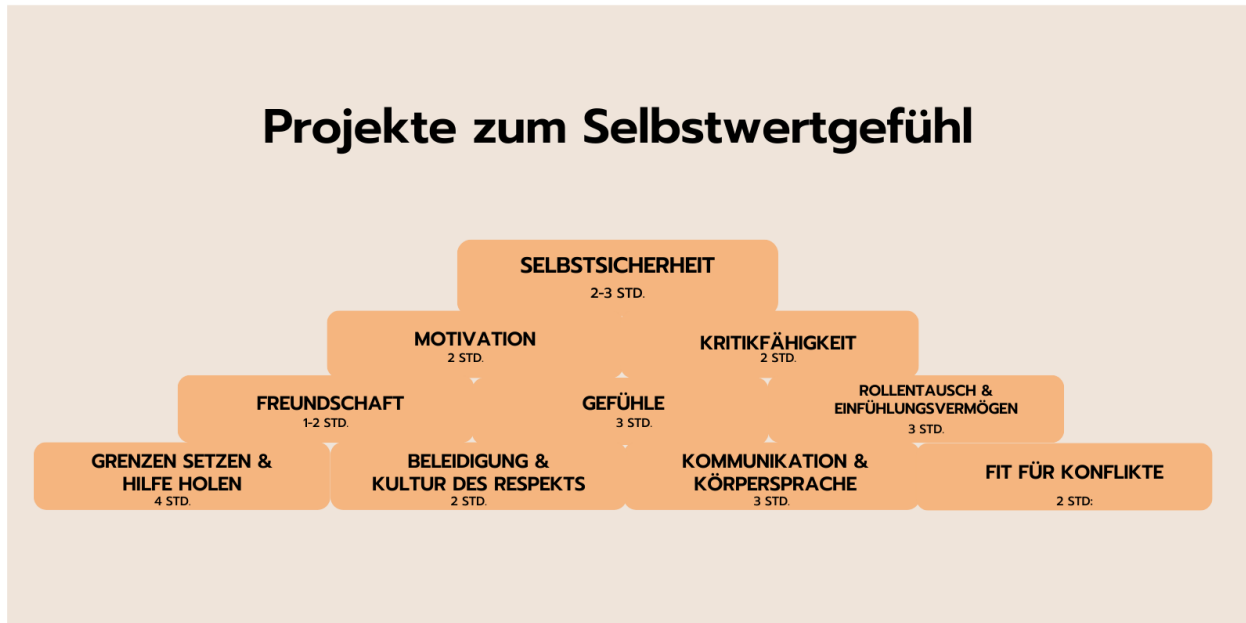 Projekte zum Selbstwertgefühl
SELBSTSICHERHEIT
2-3 STD.
MOTIVATION
2 STD.
KRITIKFÄHIGKEIT
2 STD.
FREUNDSCHAFT
1-2 STD.
GEFÜHLE
3 STD.
ROLLENTAUSCH &
EINFÜHLUNGSVERMÖGEN
3 STD.
GRENZEN SETZEN &
HILFE HOLEN
4 STD.
BELEIDIGUNG &
KULTUR DES RESPEKTS
2 STD.
KOMMUNIKATION &
KÖRPERSPRACHE
3 STD.
FIT FÜR KONFLIKTE
2 STD: